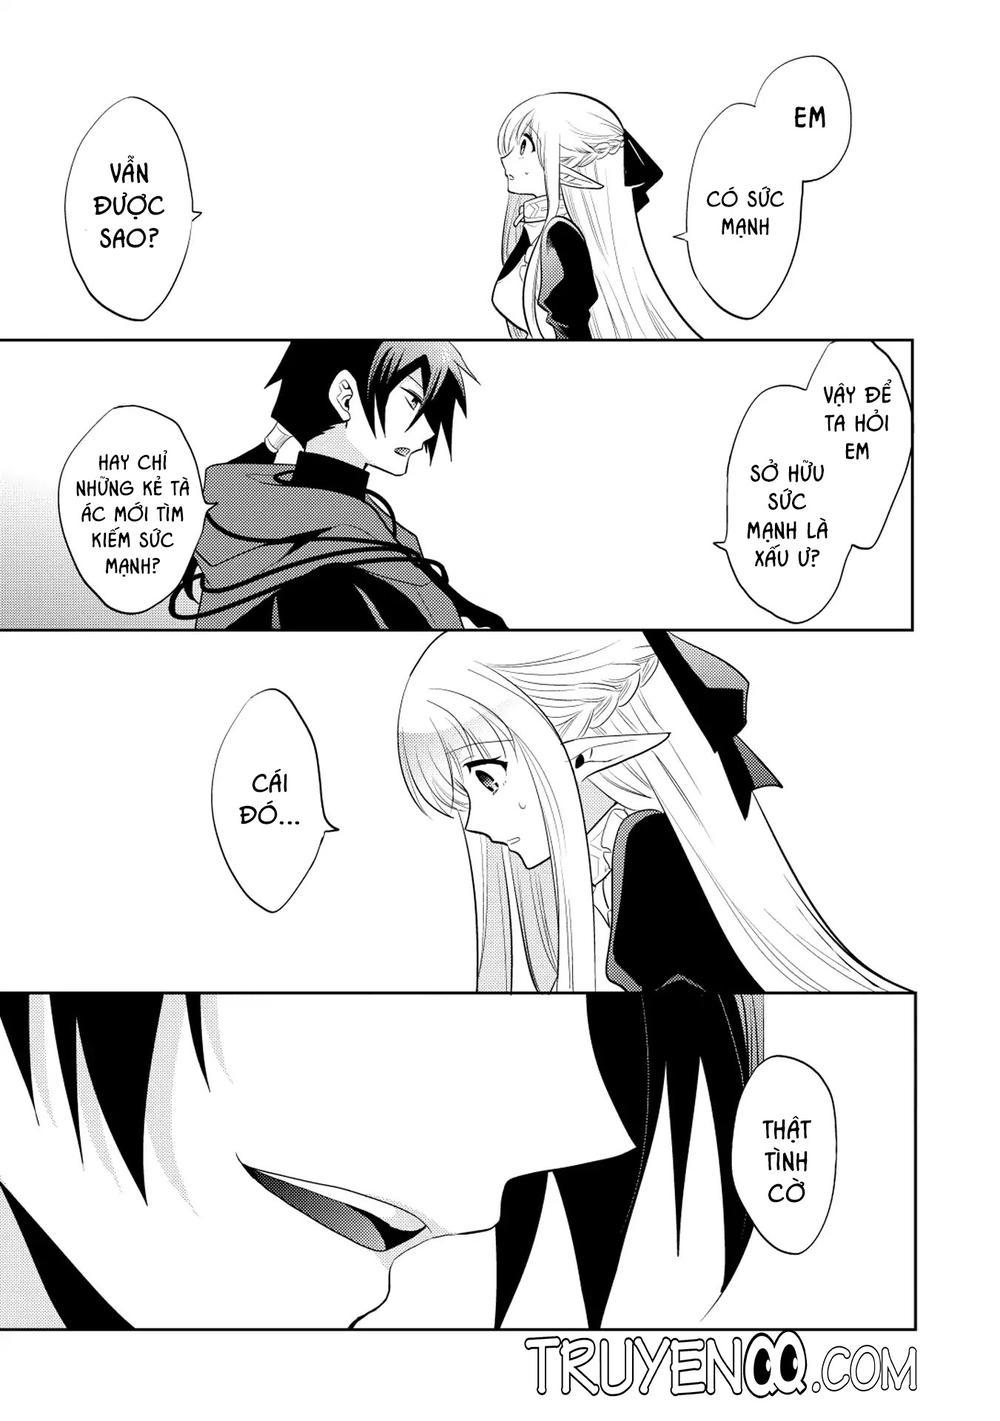 EM
CÓ SỨC
MẠNH
VẪN
ĐƯỢC
SAO?
VẬY ĐỂ
TA HỎI
EM
SỞ HỮU
SỨC
MẠNH LÀ
XẤU Ư?
HAY CHỈ
NHỮNG KẺ TÀ
ÁC MỚI TÌM
KIẾM SỨC
MẠNH?
CÁI
ĐÓ...
THẬT
TÌNH
CỜ
TRUYENQQ.COM